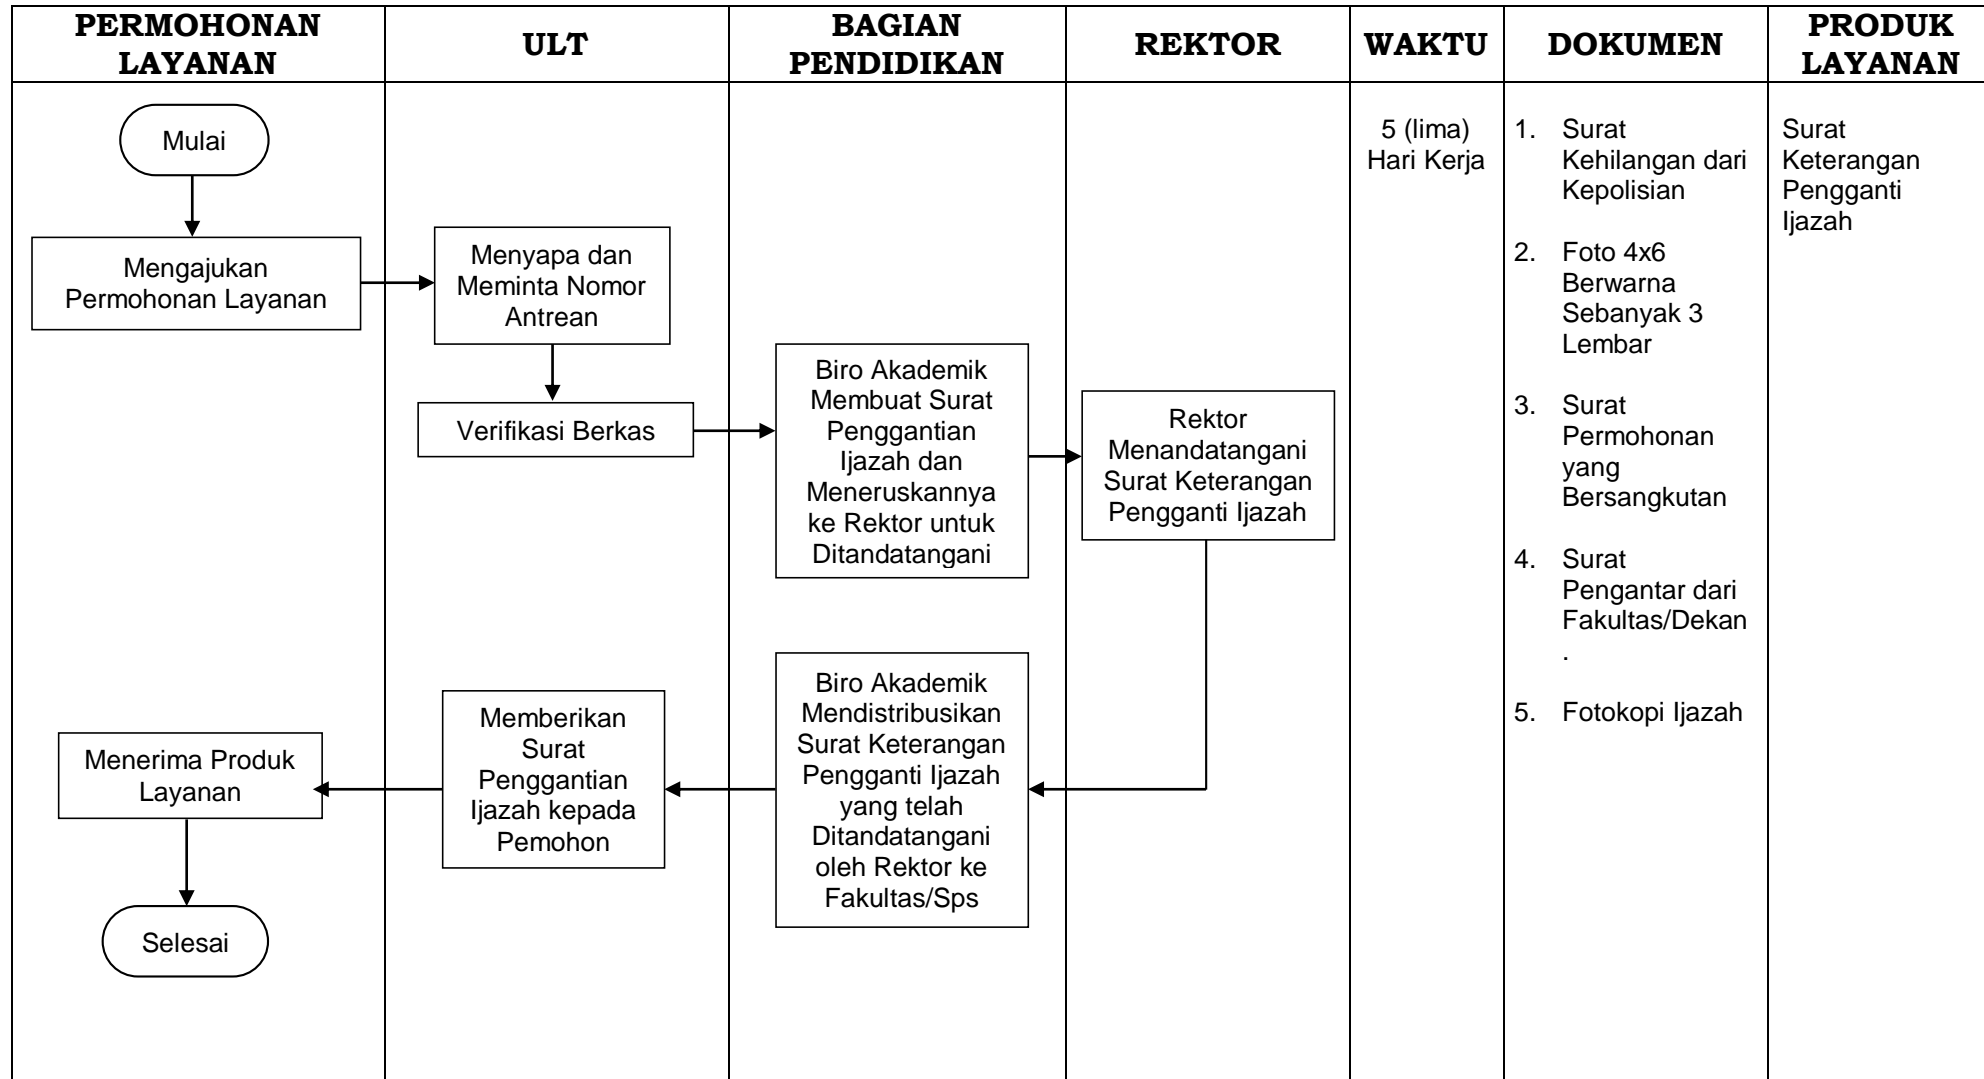 PERMOHONAN
LAYANAN
ULT
BAGIAN
PENDIDIKAN
REKTOR
WAKTU
DOKUMEN
PRODUK
LAYANAN
Mulai
Mengajukan
Permohonan Layanan
Menyapa dan
Meminta Nomor
Antrean
Verifikasi Berkas
Biro Akademik
Membuat Surat
Penggantian
Ijazah dan
Meneruskannya
ke Rektor untuk
Ditandatangani
Rektor
Menandatangani
Surat Keterangan
Pengganti Ijazah
Biro Akademik
Mendistribusikan
Surat Keterangan
Pengganti Ijazah
yang telah
Ditandatangani
oleh Rektor ke
Fakultas/Sps
Memberikan
Surat
Penggantian
Ijazah kepada
Pemohon
Menerima Produk
Layanan
Selesai
5 (lima)
Hari Kerja
1. Surat
Kehilangan dari
Kepolisian
2. Foto 4x6
Berwarna
Sebanyak 3
Lembar
3. Surat
Permohonan
yang
Bersangkutan
4. Surat
Pengantar dari
Fakultas/Dekan
.
5. Fotokopi Ijazah
Surat
Keterangan
Pengganti
Ijazah